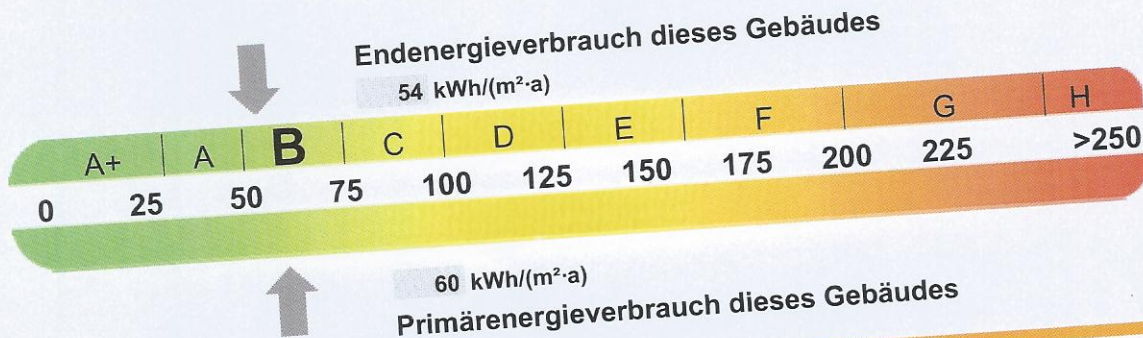 Endenergieverbrauch dieses Gebäudes
54 kWh/(m²·a)
A+ A B C D E F G H
0 25 50 75 100 125 150 175 200 225 >250
60 kWh/(m²·a)
Primärenergieverbrauch dieses Gebäudes